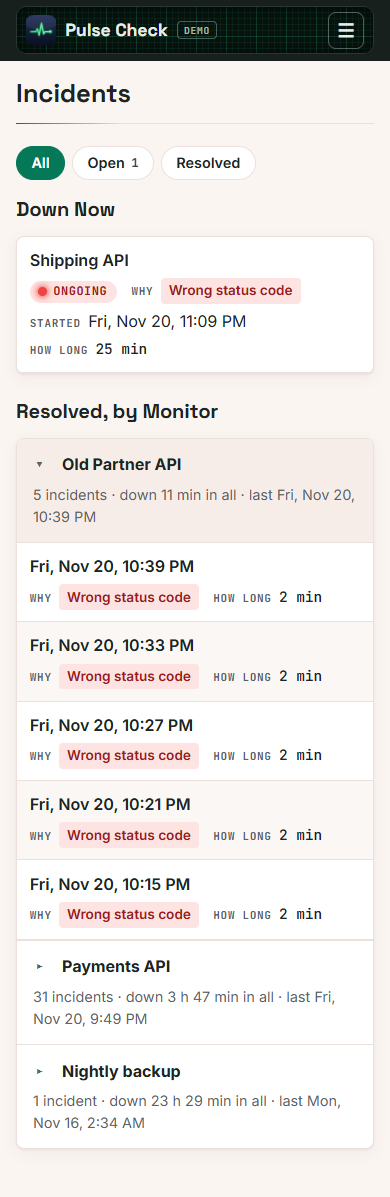 Pulse Check DEMO
Incidents
All Open 1 Resolved
Down Now
Shipping API
ONGOING WHY Wrong status code
STARTED Fri, Nov 20, 11:09 PM
HOW LONG 25 min
Resolved, by Monitor
Old Partner API
5 incidents · down 11 min in all · last Fri, Nov 20,
10:39 PM
Fri, Nov 20, 10:39 PM
WHY Wrong status code HOW LONG 2 min
Fri, Nov 20, 10:33 PM
WHY Wrong status code HOW LONG 2 min
Fri, Nov 20, 10:27 PM
WHY Wrong status code HOW LONG 2 min
Fri, Nov 20, 10:21 PM
WHY Wrong status code HOW LONG 2 min
Fri, Nov 20, 10:15 PM
WHY Wrong status code HOW LONG 2 min
Payments API
31 incidents · down 3 h 47 min in all · last Fri,
Nov 20, 9:49 PM
Nightly backup
1 incident · down 23 h 29 min in all · last Mon,
Nov 16, 2:34 AM